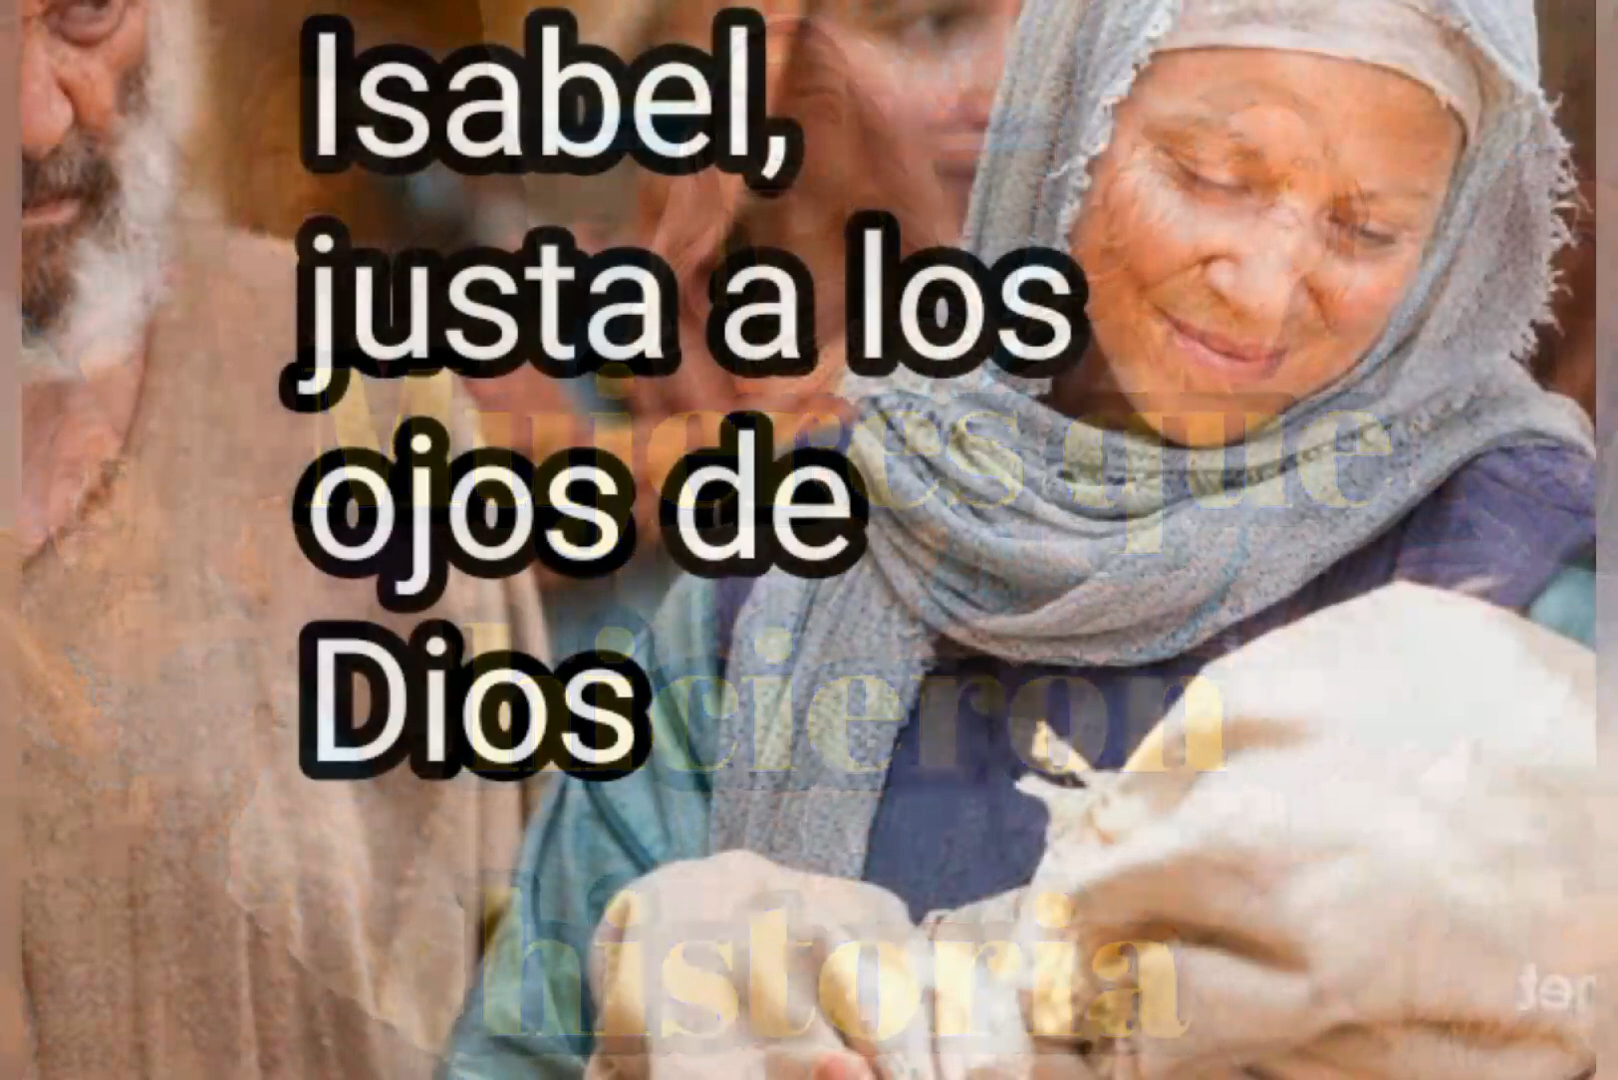 Isabel,
justa a los
ojos de
Dios
Mujeres que
hicieron
historia